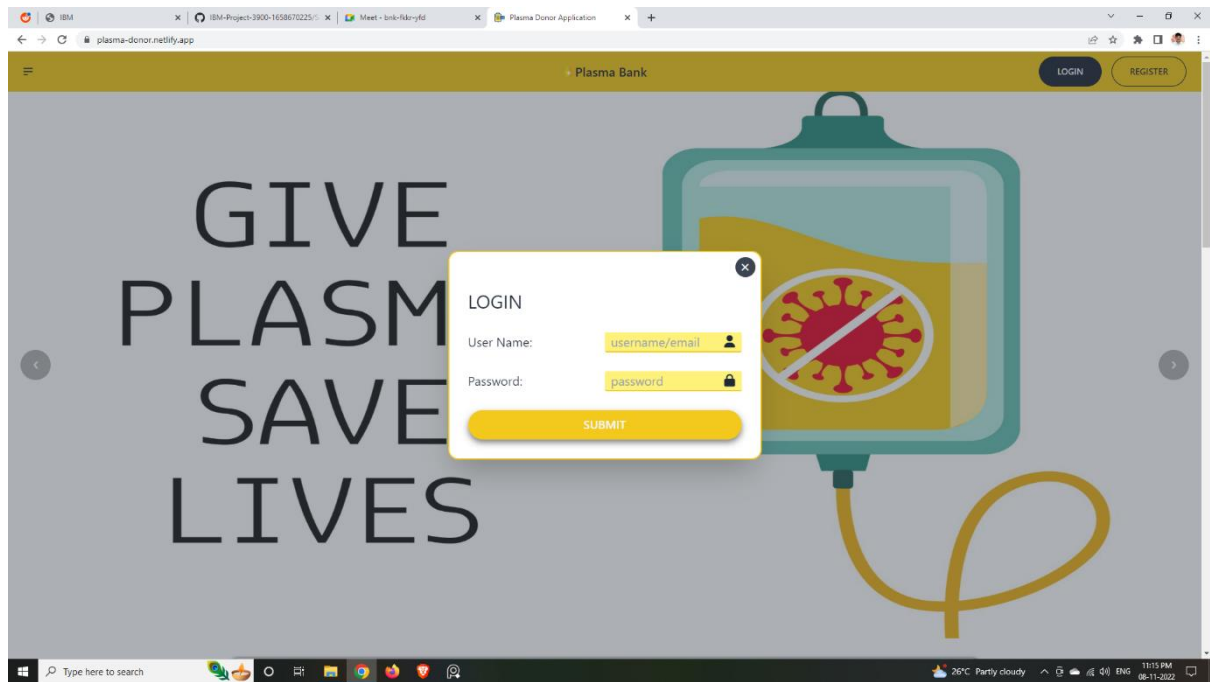 IBM
IBM-Project-3900-1658670225/
Meet - bnk-fkkr-yfd
Plasma Donor Application
plasma-donor.netlify.app
Plasma Bank
LOGIN
REGISTER
GIVE
PLASM
SAVE
LIVES
LOGIN
User Name:
username/email
Password:
password
SUBMIT
Type here to search
26°C Partly cloudy
ENG
11:15 PM
08-11-2022